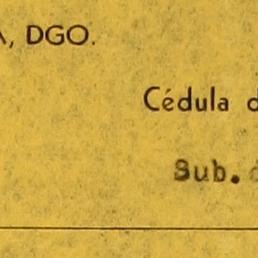 , DGO.
Cédula
Sub.